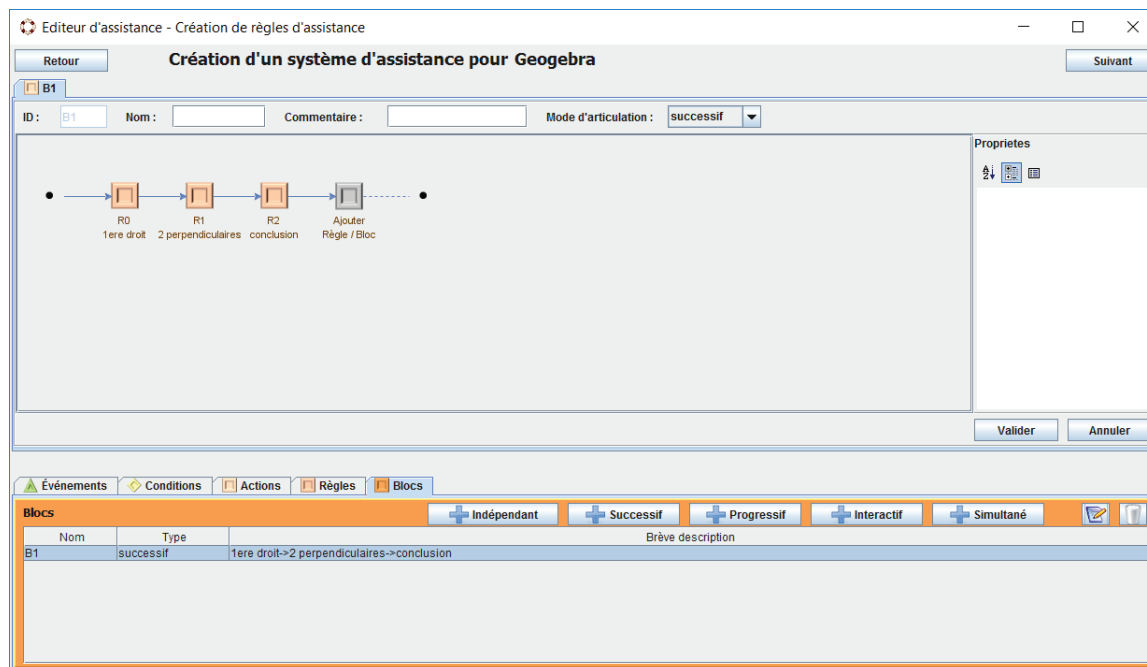 Editeur d'assistance - Création de règles d'assistance
Retour
Création d'un système d'assistance pour Geogebra
Suivant
B1
ID : B1 Nom : Commentaire : Mode d'articulation : successif
Proprietes
R0 R1 R2 Ajouter
1ere droit 2 perpendiculaires conclusion Règle / Bloc
Valider Annuler
Événements Conditions Actions Règles Blocs
Blocs Indépendant Successif Progressif Interactif Simultané
Nom Type Brève description
B1 successif 1ere droit->2 perpendiculaires->conclusion